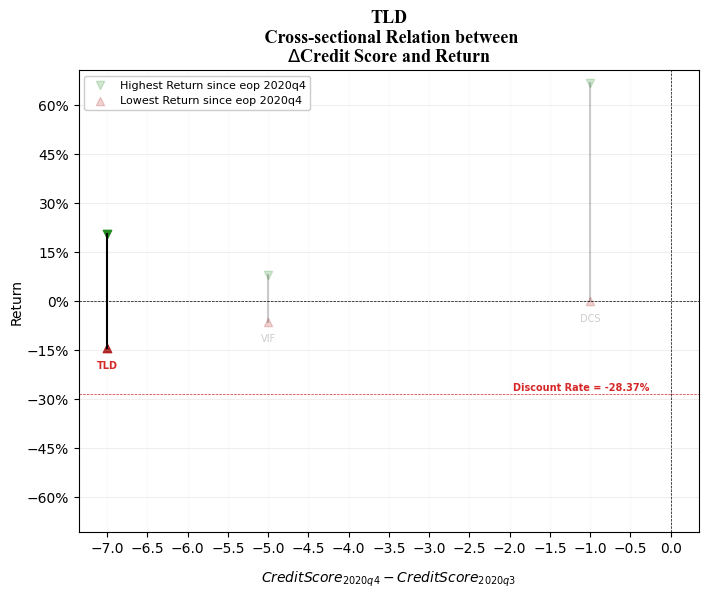 TLD
Cross-sectional Relation between
ΔCredit Score and Return
Highest Return since eop 2020q4
Lowest Return since eop 2020q4
60%
45%
30%
15%
0%
−15%
−30%
−45%
−60%
Return
DCS
VIF
TLD
Discount Rate = -28.37%
−7.0 −6.5 −6.0 −5.5 −5.0 −4.5 −4.0 −3.5 −3.0 −2.5 −2.0 −1.5 −1.0 −0.5 0.0
CreditScore2020q4 − CreditScore2020q3